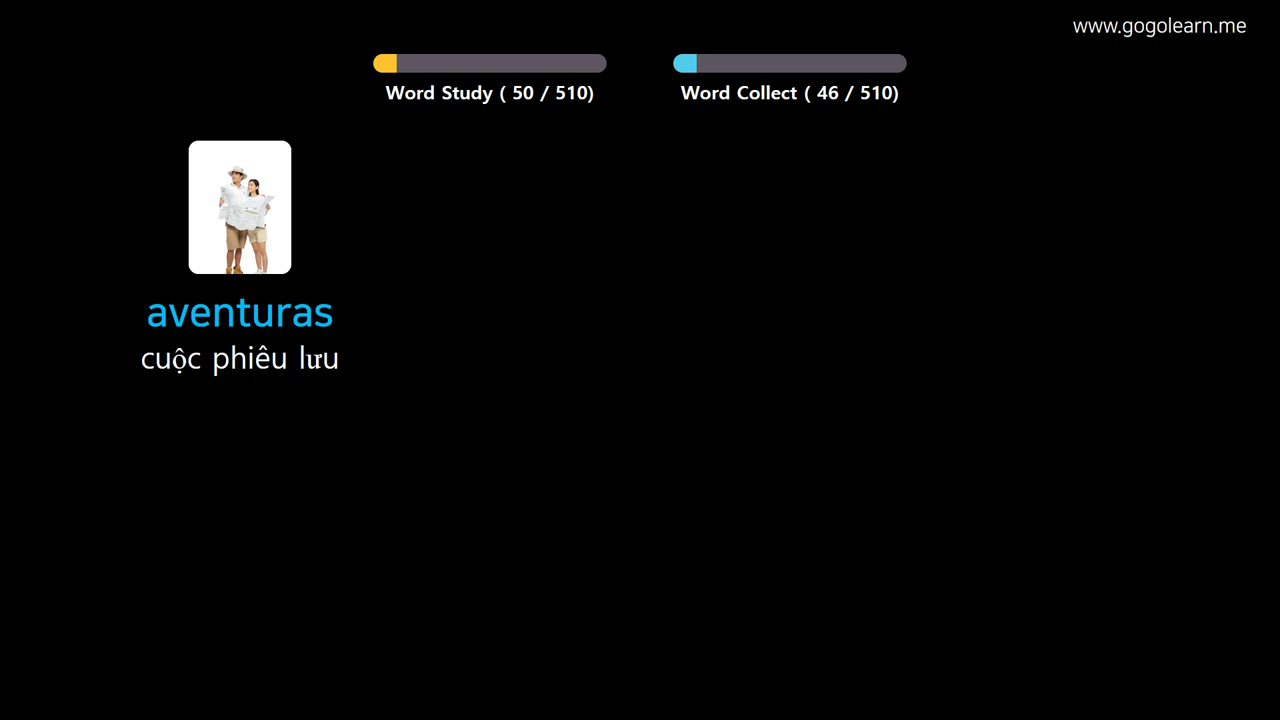 www.gogolearn.me
Word Study ( 50 / 510)
Word Collect ( 46 / 510)
aventuras
cuộc phiêu lưu